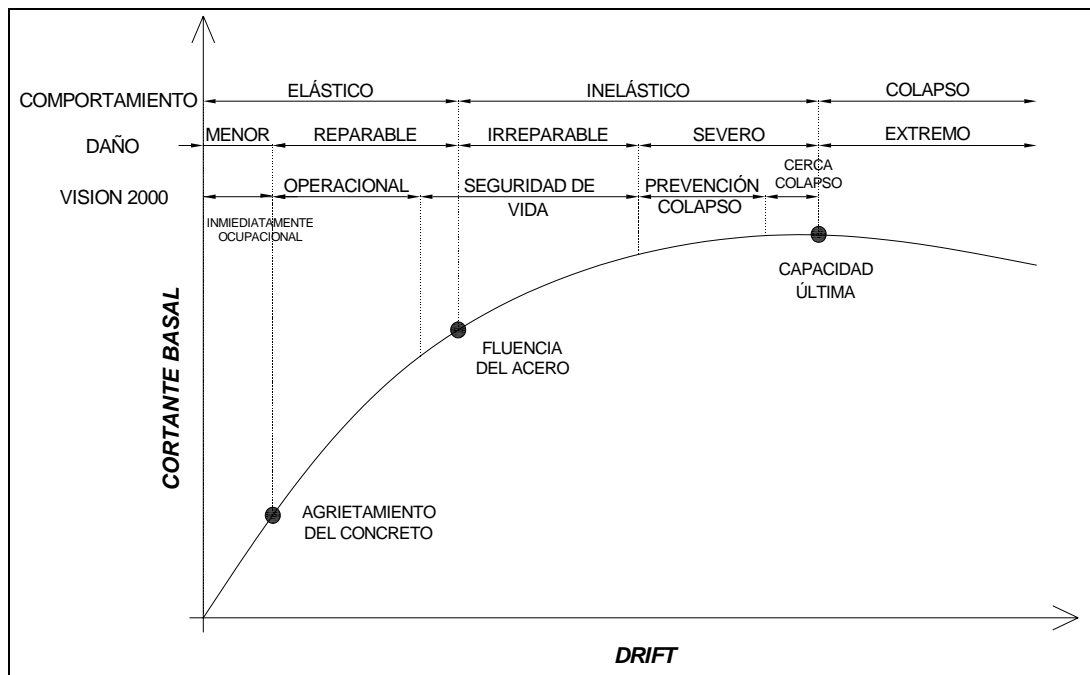 COMPORTAMIENTO
ELÁSTICO
INELÁSTICO
COLAPSO
DAÑO
MENOR
REPARABLE
IRREPARABLE
SEVERO
EXTREMO
VISION 2000
OPERACIONAL
SEGURIDAD DE
VIDA
PREVENCIÓN
COLAPSO
CERCA
COLAPSO
INMIEDIATAMENTE
OCUPACIONAL
CAPACIDAD
ÚLTIMA
FLUENCIA
DEL ACERO
AGRIETAMIENTO
DEL CONCRETO
CORTANTE BASAL
DRIFT